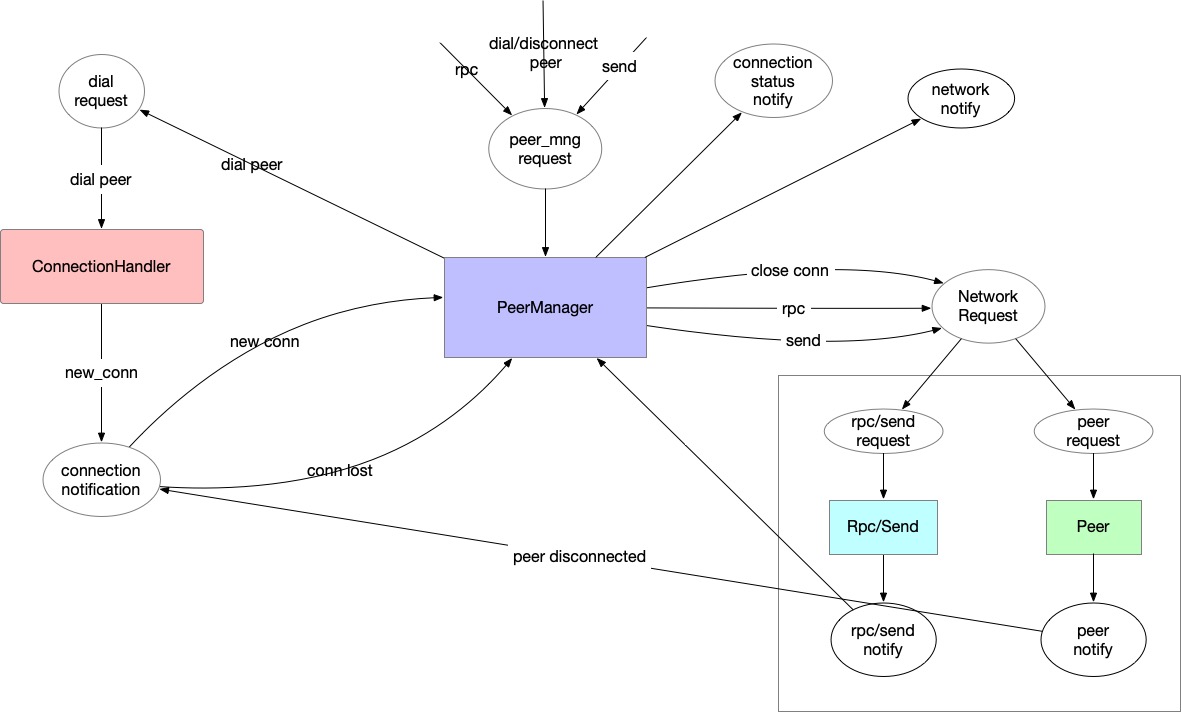 dial/disconnect
peer
rpc
send
dial
request
connection
status
notify
network
notify
peer_mng
request
dial peer
dial peer
ConnectionHandler
PeerManager
close conn
rpc
send
Network
Request
new conn
new_conn
connection
notification
conn lost
peer disconnected
rpc/send
request
peer
request
Rpc/Send
Peer
rpc/send
notify
peer
notify